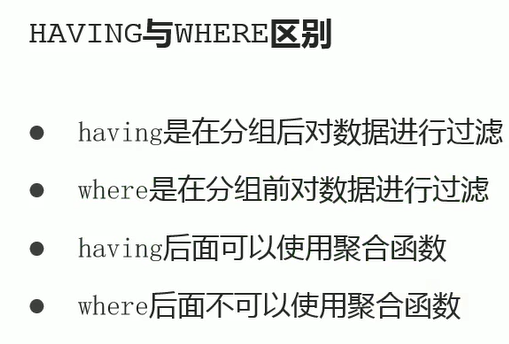 HAVING与WHERE区别
● having是在分组后对数据进行过滤
● where是在分组前对数据进行过滤
● having后面可以使用聚合函数
● where后面不可以使用聚合函数